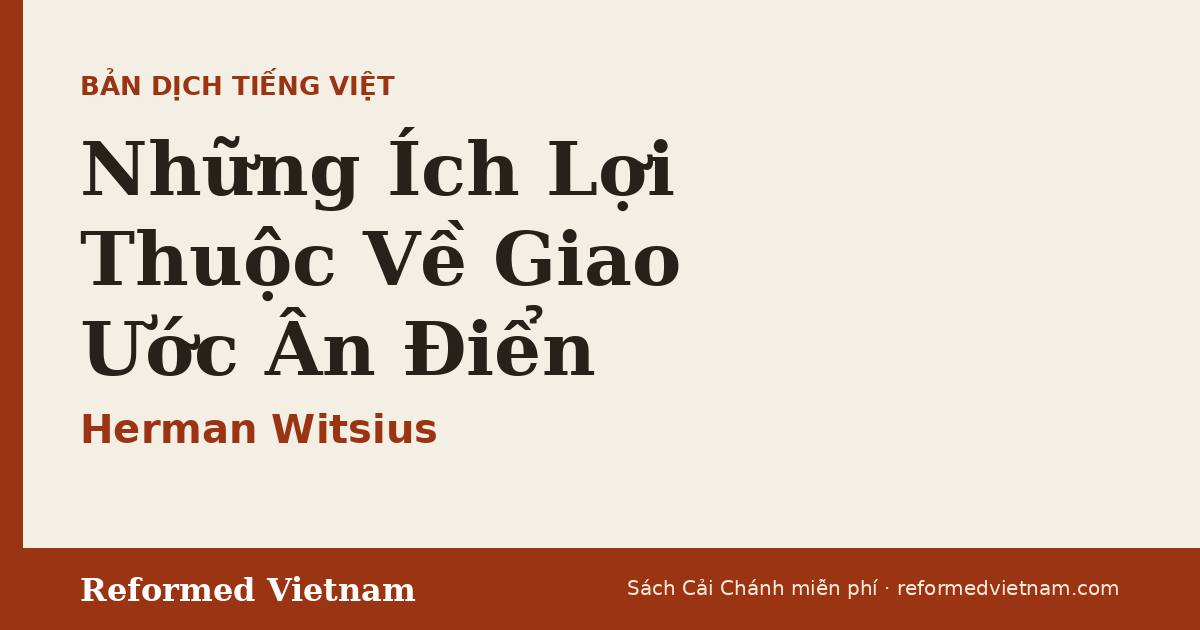 BẢN DỊCH TIẾNG VIỆT
Những Ích Lợi
Thuộc Về Giao
Ước Ân Điển
Herman Witsius
Reformed Vietnam
Sách Cải Chánh miễn phí · reformedvietnam.com